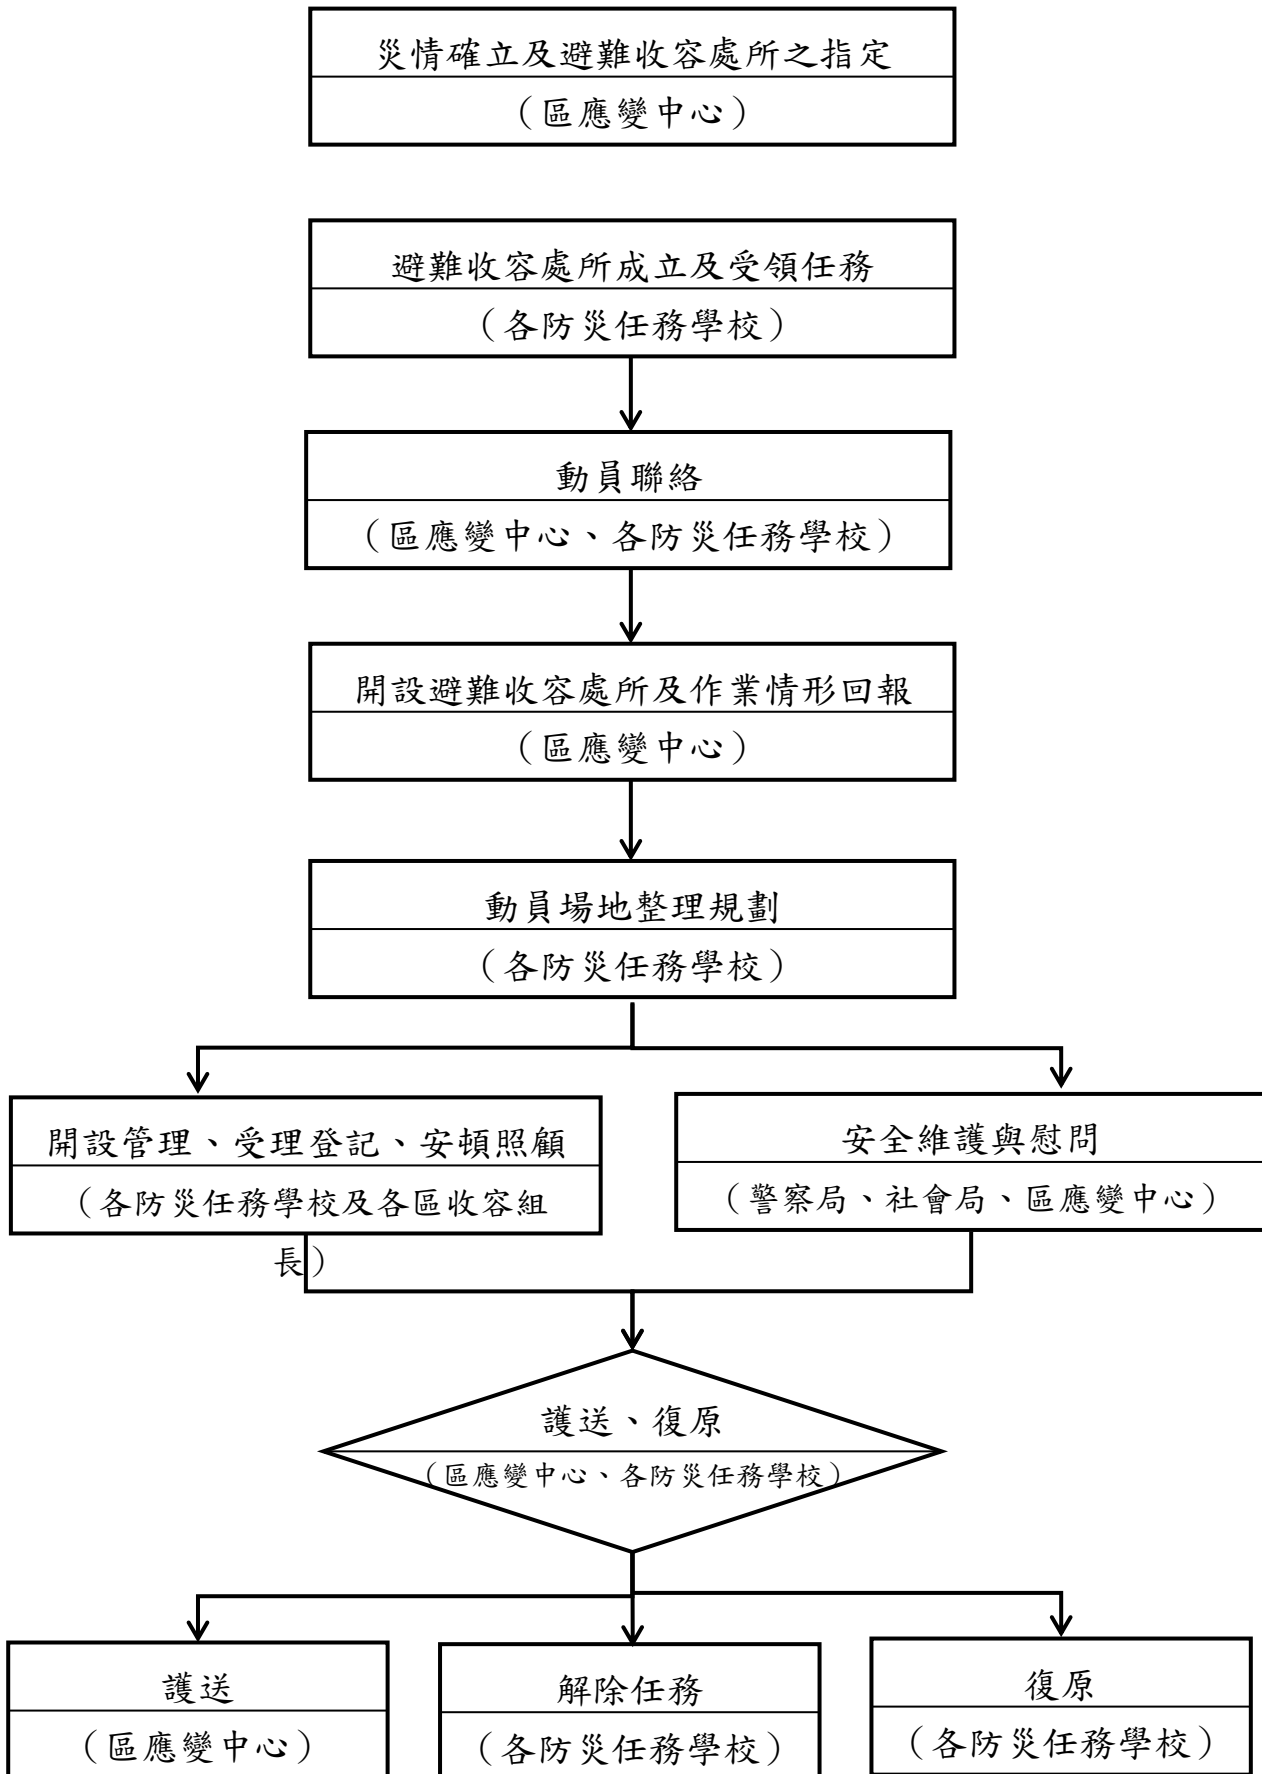 災情確立及避難收容處所之指定
（區應變中心）
避難收容處所成立及受領任務
（各防災任務學校）
動員聯絡
（區應變中心、各防災任務學校）
開設避難收容處所及作業情形回報
（區應變中心）
動員場地整理規劃
（各防災任務學校）
開設管理、受理登記、安頓照顧
（各防災任務學校及各區收容組
長）
安全維護與慰問
（警察局、社會局、區應變中心）
護送、復原
（區應變中心、各防災任務學校）
護送
（區應變中心）
解除任務
（各防災任務學校）
復原
（各防災任務學校）